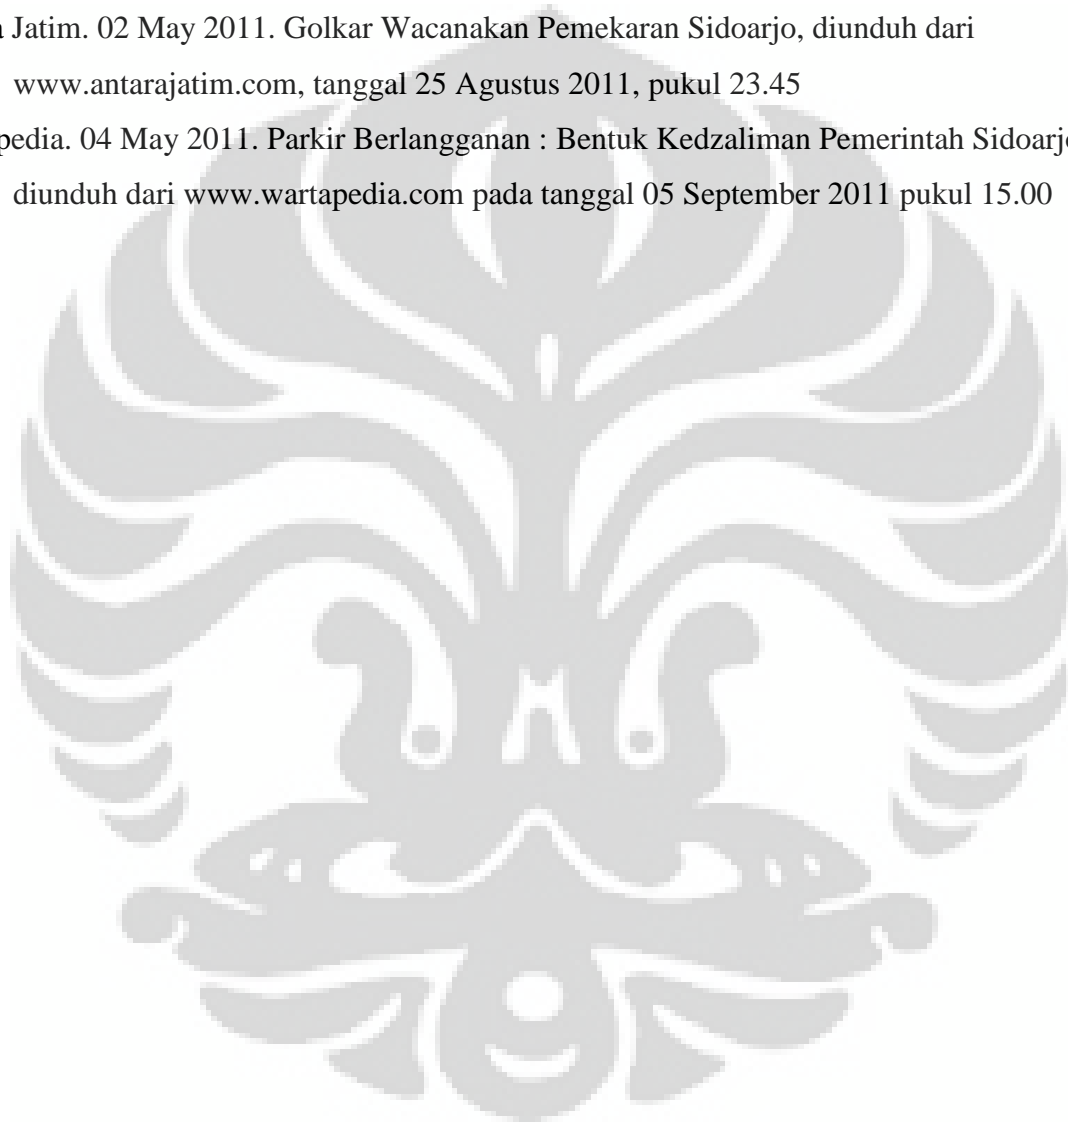 a Jatim. 02 May 2011. Golkar Wacanakan Pemekaran Sidoarjo, diunduh dari
www.antarajatim.com, tanggal 25 Agustus 2011, pukul 23.45
pedia. 04 May 2011. Parkir Berlangganan : Bentuk Kedzaliman Pemerintah Sidoarjo
diunduh dari www.wartapedia.com pada tanggal 05 September 2011 pukul 15.00